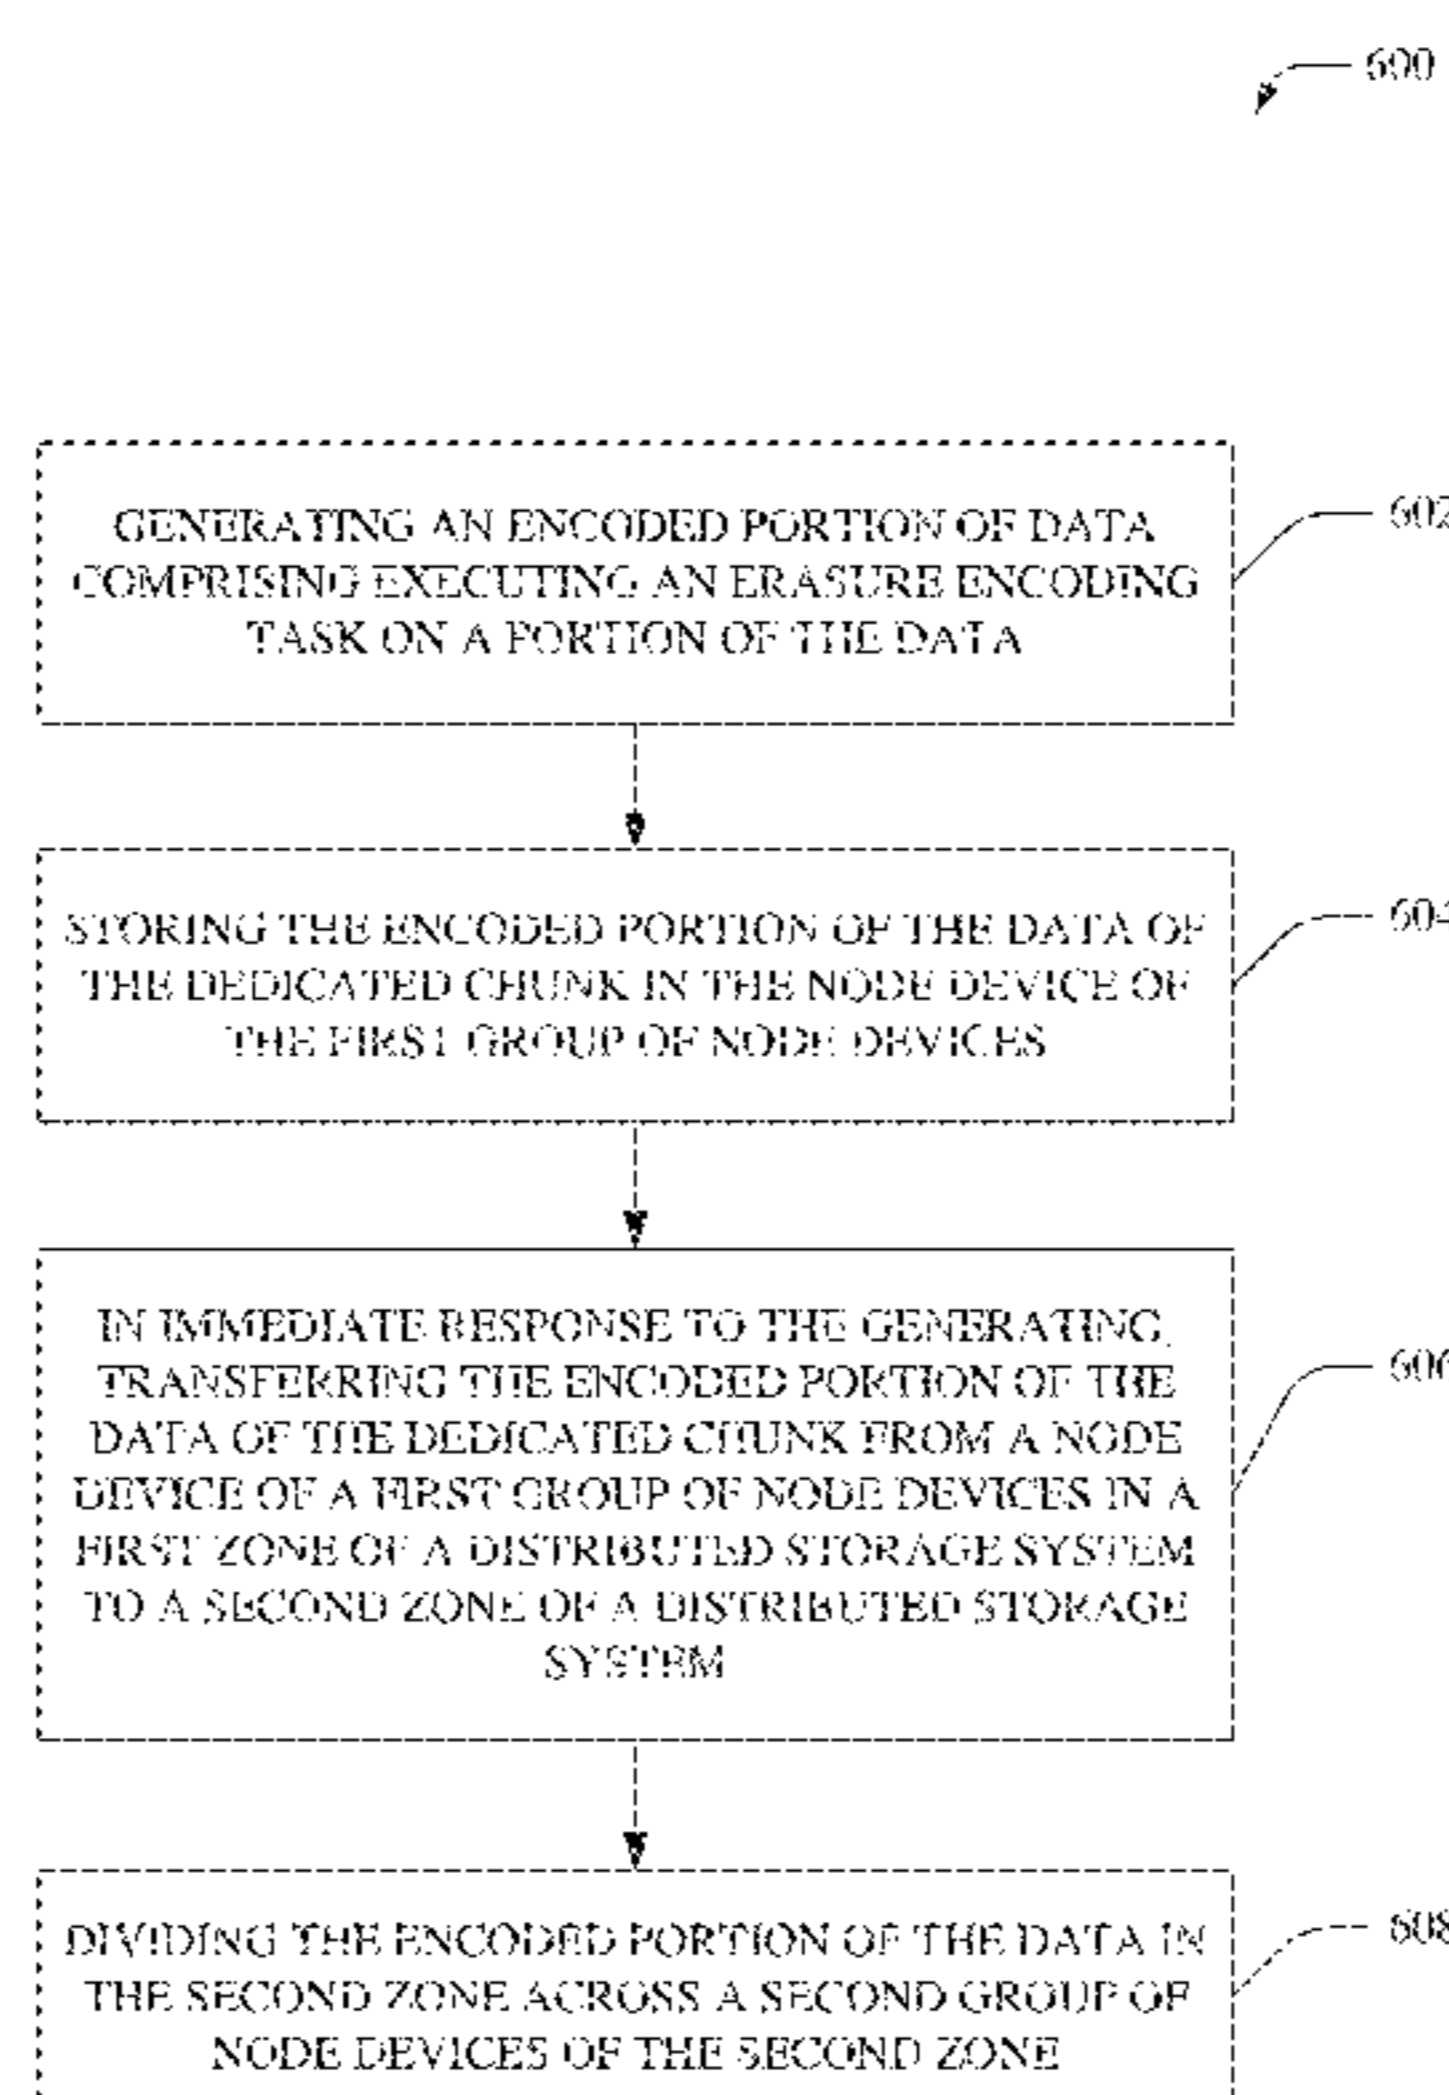 600
GENERATING AN ENCODED PORTION OF DATA
COMPRISING EXECUTING AN ERASURE ENCODING
TASK ON A PORTION OF THE DATA
602
STORING THE ENCODED PORTION OF THE DATA OF
THE DEDICATED CHUNK IN THE NODE DEVICE OF
THE FIRST GROUP OF NODE DEVICES
604
IN IMMEDIATE RESPONSE TO THE GENERATING,
TRANSFERRING THE ENCODED PORTION OF THE
DATA OF THE DEDICATED CHUNK FROM A NODE
DEVICE OF A FIRST GROUP OF NODE DEVICES IN A
FIRST ZONE OF A DISTRIBUTED STORAGE SYSTEM
TO A SECOND ZONE OF A DISTRIBUTED STORAGE
SYSTEM
606
DIVIDING THE ENCODED PORTION OF THE DATA IN
THE SECOND ZONE ACROSS A SECOND GROUP OF
NODE DEVICES OF THE SECOND ZONE
608